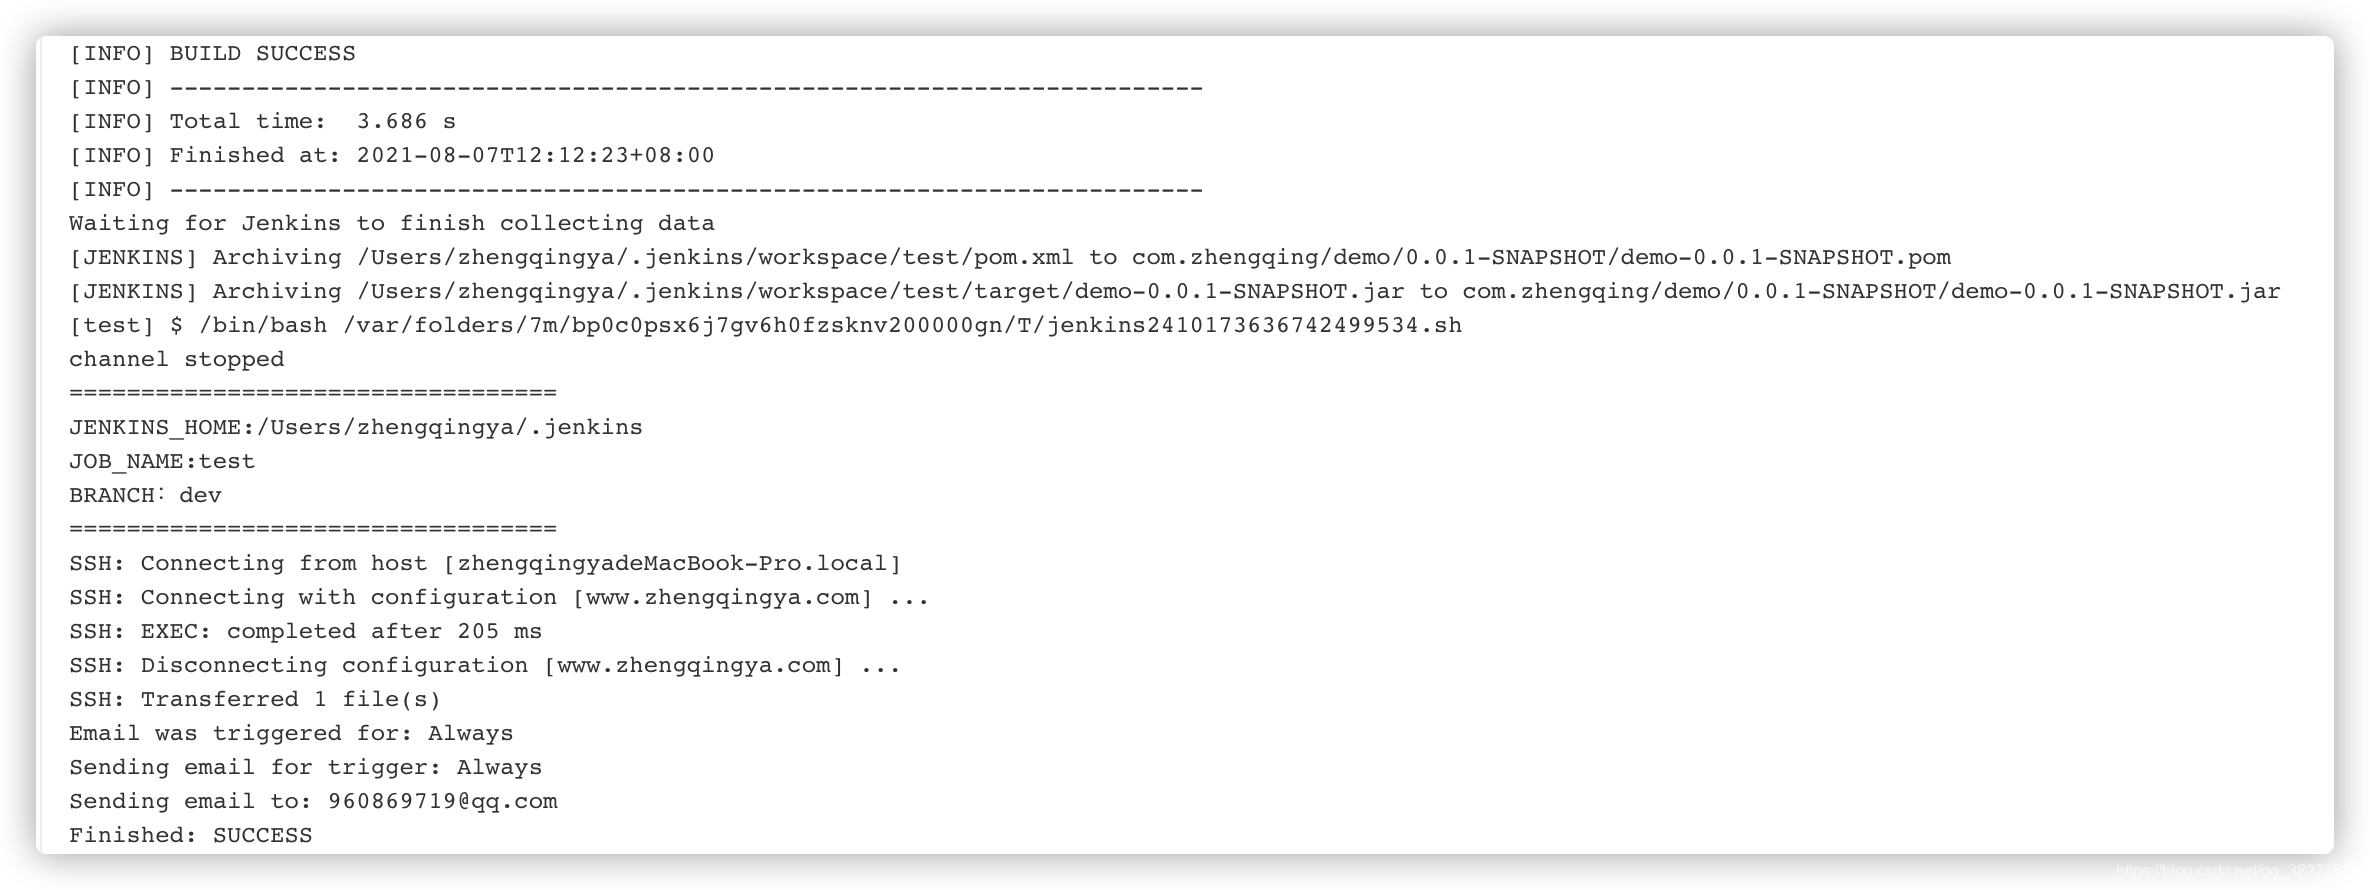 [INFO] BUILD SUCCESS
[INFO] ------------------------------------------------------------------------
[INFO] Total time:  3.686 s
[INFO] Finished at: 2021-08-07T12:12:23+08:00
[INFO] ------------------------------------------------------------------------
Waiting for Jenkins to finish collecting data
[JENKINS] Archiving /Users/zhengqingya/.jenkins/workspace/test/pom.xml to com.zhengqing/demo/0.0.1-SNAPSHOT/demo-0.0.1-SNAPSHOT.pom
[JENKINS] Archiving /Users/zhengqingya/.jenkins/workspace/test/target/demo-0.0.1-SNAPSHOT.jar to com.zhengqing/demo/0.0.1-SNAPSHOT/demo-0.0.1-SNAPSHOT.jar
[test] $ /bin/bash /var/folders/7m/bp0c0psx6j7gv6h0fzsknv200000gn/T/jenkins2410173636742499534.sh
channel stopped
==================================
JENKINS_HOME:/Users/zhengqingya/.jenkins
JOB_NAME:test
BRANCH：dev
==================================
SSH: Connecting from host [zhengqingyadeMacBook-Pro.local]
SSH: Connecting with configuration [www.zhengqingya.com] ...
SSH: EXEC: completed after 205 ms
SSH: Disconnecting configuration [www.zhengqingya.com] ...
SSH: Transferred 1 file(s)
Email was triggered for: Always
Sending email for trigger: Always
Sending email to: 960869719@qq.com
Finished: SUCCESS